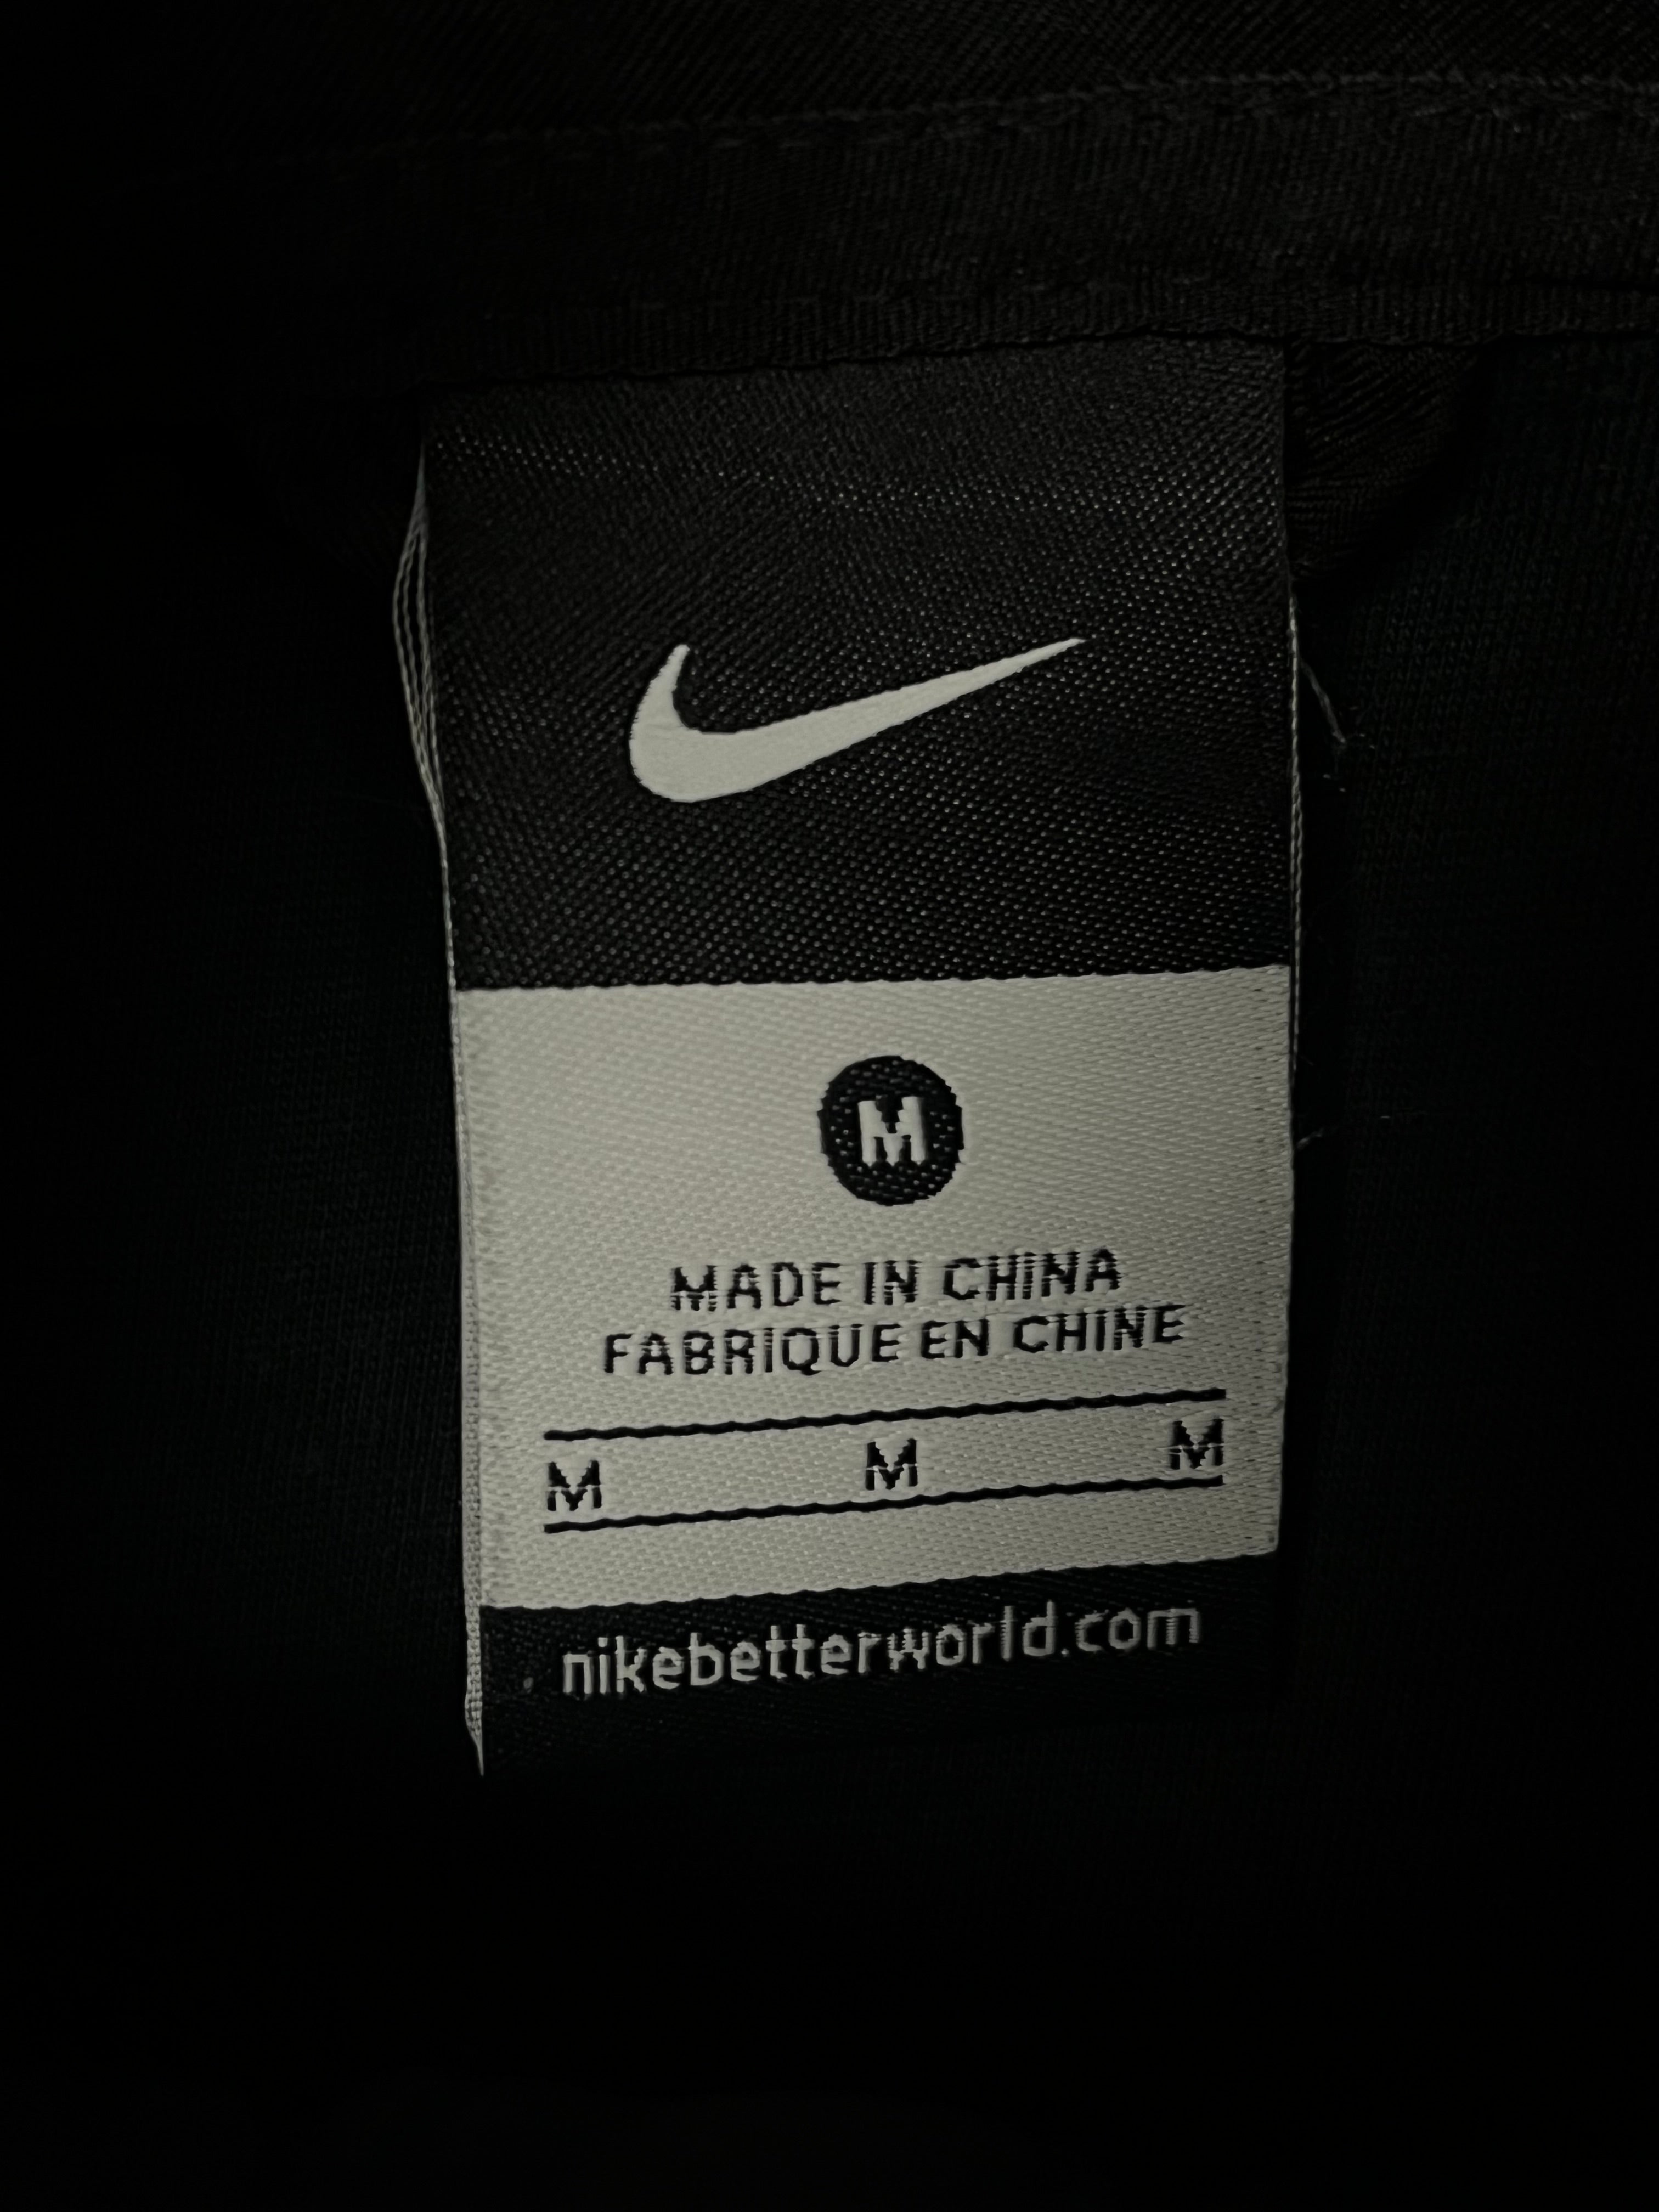 M
MADE IN CHINA
FABRIQUE EN CHINE
M M M
nikebetterworld.com